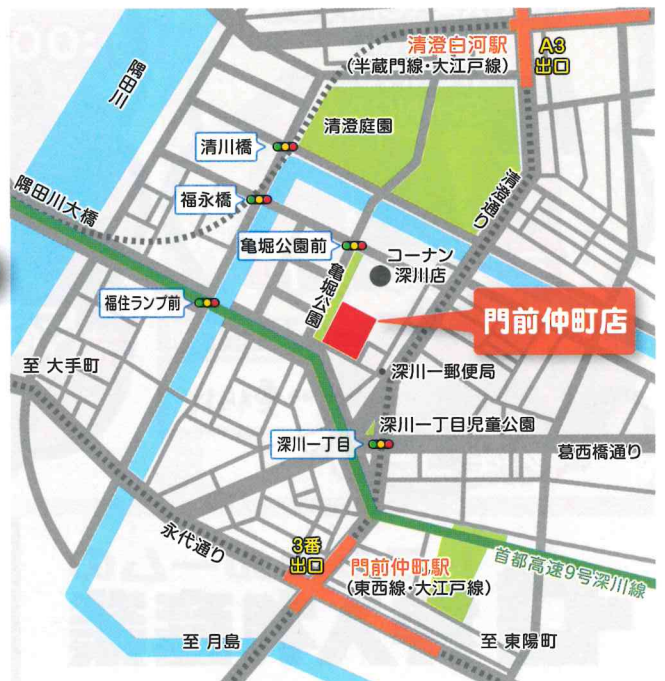 清澄白河駅
(半蔵門線・大江戸線)
A3
出口
隅田川
清澄庭園
清川橋
清澄通り
福永橋
隅田川大橋
亀堀公園前
コーナン
深川店
亀堀公園
福住ランプ前
門前仲町店
至 大手町
深川一郵便局
深川一丁目児童公園
深川一丁目
葛西橋通り
永代通り
3番
出口
門前仲町駅
(東西線・大江戸線)
首都高速9号深川線
至 月島
至 東陽町